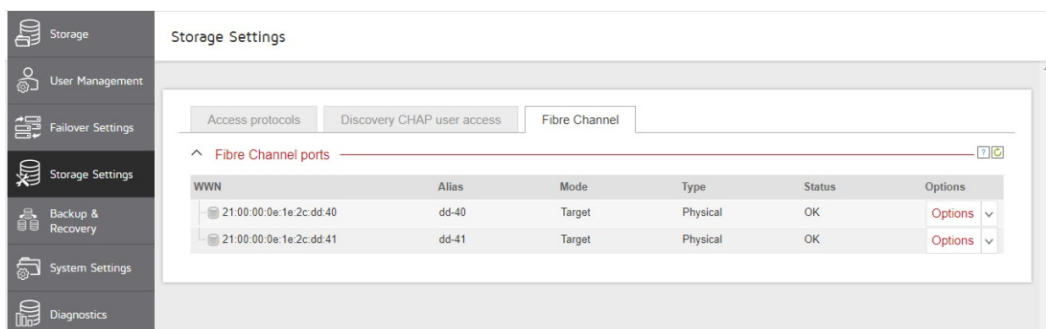 Storage
Storage Settings
User Management
Access protocols Discovery CHAP user access Fibre Channel
Failover Settings
Fibre Channel ports
?
Storage Settings
WWN Alias Mode Type Status Options
21:00:00:0e:1e:2c:dd:40 dd-40 Target Physical OK Options
Backup &
Recovery
21:00:00:0e:1e:2c:dd:41 dd-41 Target Physical OK Options
System Settings
Diagnostics